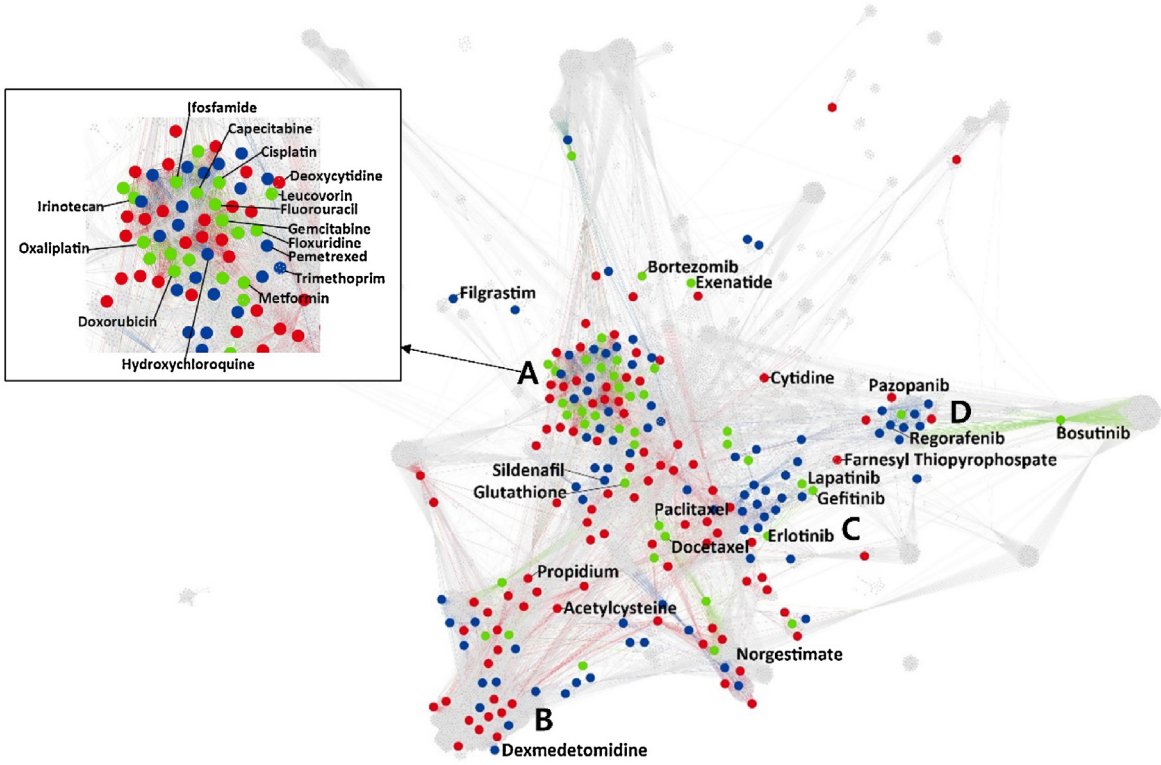 Ifosfamide
Capecitabine
Cisplatin
Deoxycytidine
Leucovorin
Fluorouracil
Irinotecan
Gemcitabine
Floxuridine
Oxaliplatin
Pemetrexed
Trimethoprim
Metformin
Doxorubicin
Hydroxychloroquine
Bortezomib
Exenatide
Filgrastim
A
Cytidine
Pazopanib
D
Bosutinib
Regorafenib
Farnesyl Thiopyrophospate
Sildenafil
Lapatinib
Glutathione
Gefitinib
Paclitaxel
Erlotinib
C
Docetaxel
Propidium
Acetylcysteine
Norgestimate
B
Dexmedetomidine